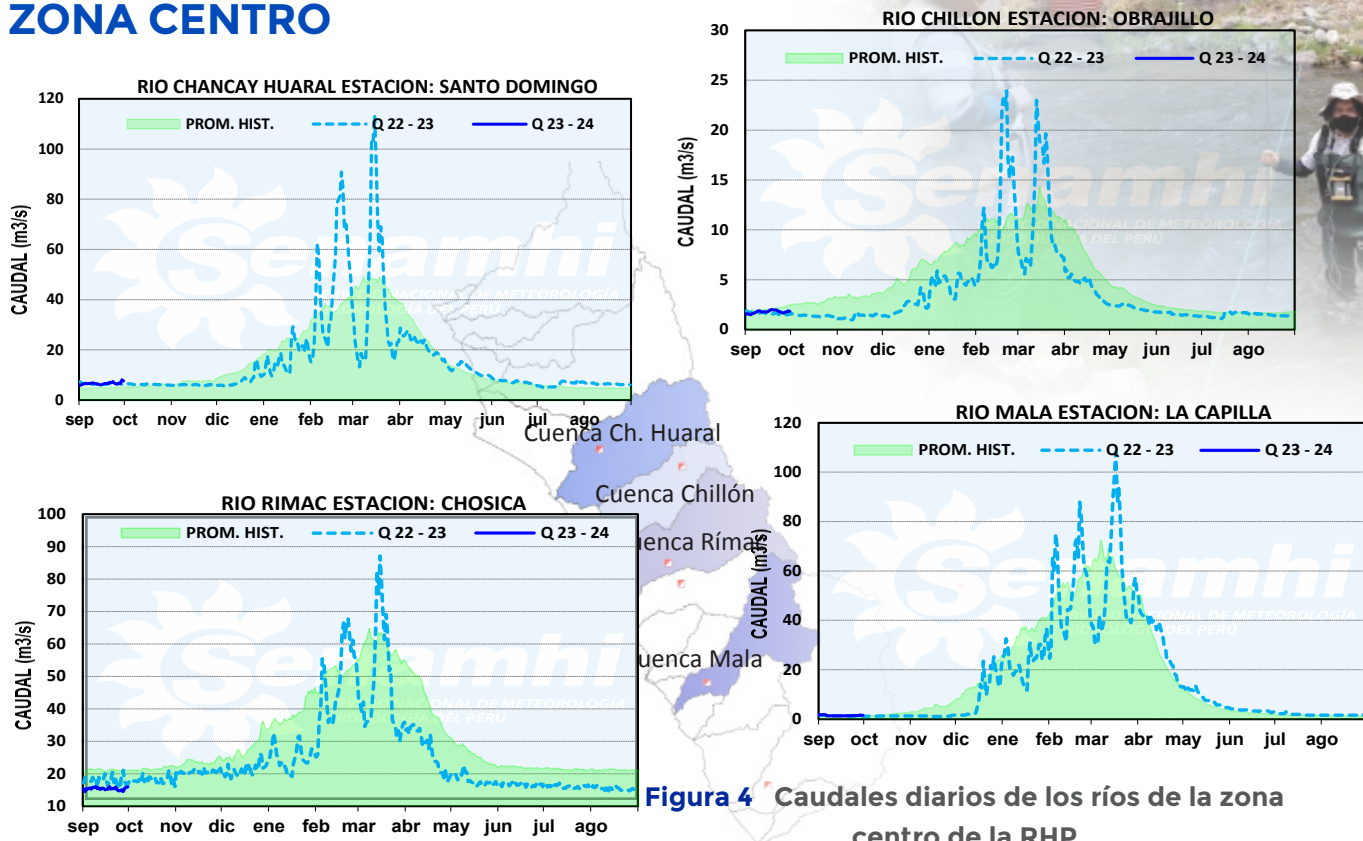 ZONA CENTRO
RIO CHANCAY HUARAL ESTACION: SANTO DOMINGO
PROM. HIST.
Q 22 - 23
Q 23 - 24
CAUDAL (m3/s)
120
100
80
60
40
20
0
sep oct nov dic ene feb mar abr may jun jul ago
RIO CHILLON ESTACION: OBRAJILLO
PROM. HIST.
Q 22 - 23
Q 23 - 24
CAUDAL (m3/s)
30
25
20
15
10
5
0
sep oct nov dic ene feb mar abr may jun jul ago
Cuenca Ch. Huaral
Cuenca Chillón
uenca Rímac
uenca Mala
RIO RIMAC ESTACION: CHOSICA
PROM. HIST.
Q 22 - 23
Q 23 - 24
CAUDAL (m3/s)
100
90
80
70
60
50
40
30
20
10
sep oct nov dic ene feb mar abr may jun jul ago
RIO MALA ESTACION: LA CAPILLA
PROM. HIST.
Q 22 - 23
Q 23 - 24
CAUDAL (m3/s)
120
100
80
60
40
20
0
sep oct nov dic ene feb mar abr may jun jul ago
Figura 4 Caudales diarios de los ríos de la zona
centro de la RHP